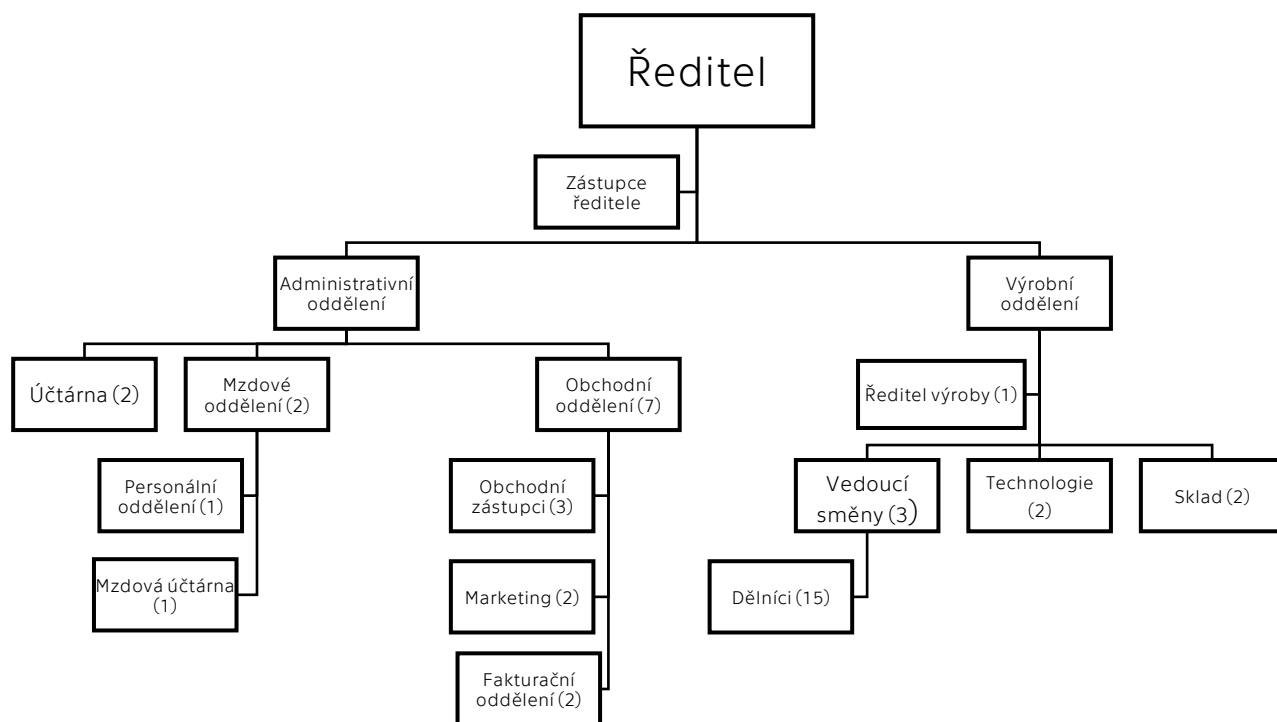 Ředitel
Zástupce
ředitele
Administrativní
oddělení
Výrobní
oddělení
Účtárna (2)
Mzdové
oddělení (2)
Obchodní
oddělení (7)
Ředitel výroby (1)
Personální
oddělení (1)
Obchodní
zástupci (3)
Vedoucí
směny (3)
Technologie
(2)
Sklad (2)
Mzdová účtárna
(1)
Marketing (2)
Dělníci (15)
Fakturační
oddělení (2)